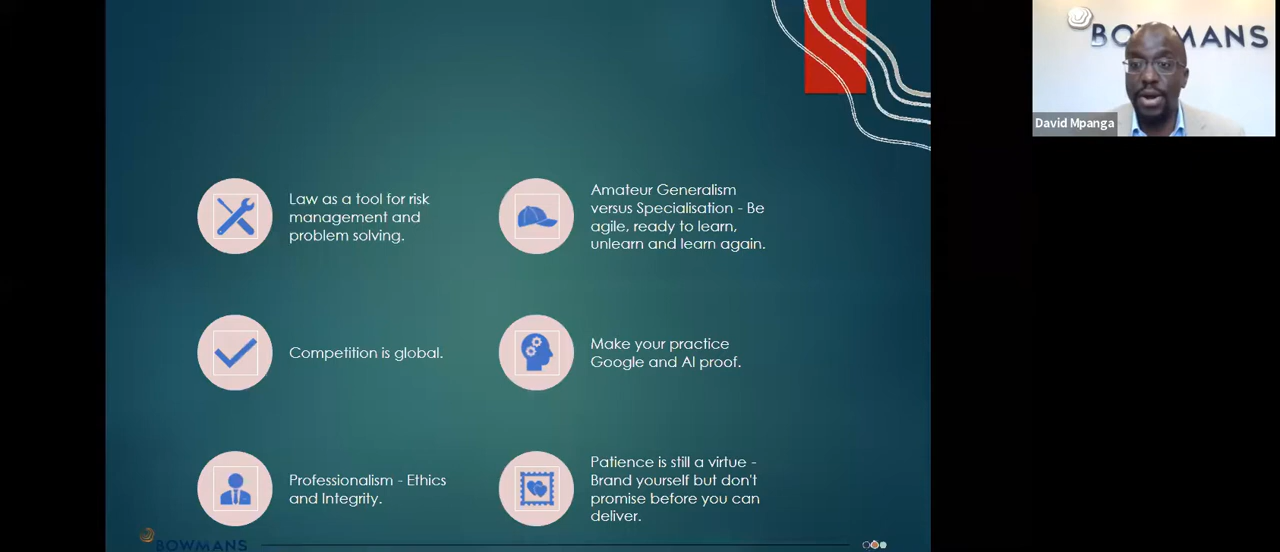 BOWMANS
David Mpanga
Law as a tool for risk
management and
problem solving.
Amateur Generalism
versus Specialisation - Be
agile, ready to learn,
unlearn and learn again.
Competition is global.
Make your practice
Google and AI proof.
Professionalism - Ethics
and Integrity.
Patience is still a virtue -
Brand yourself but don't
promise before you can
deliver.
BOWMANS